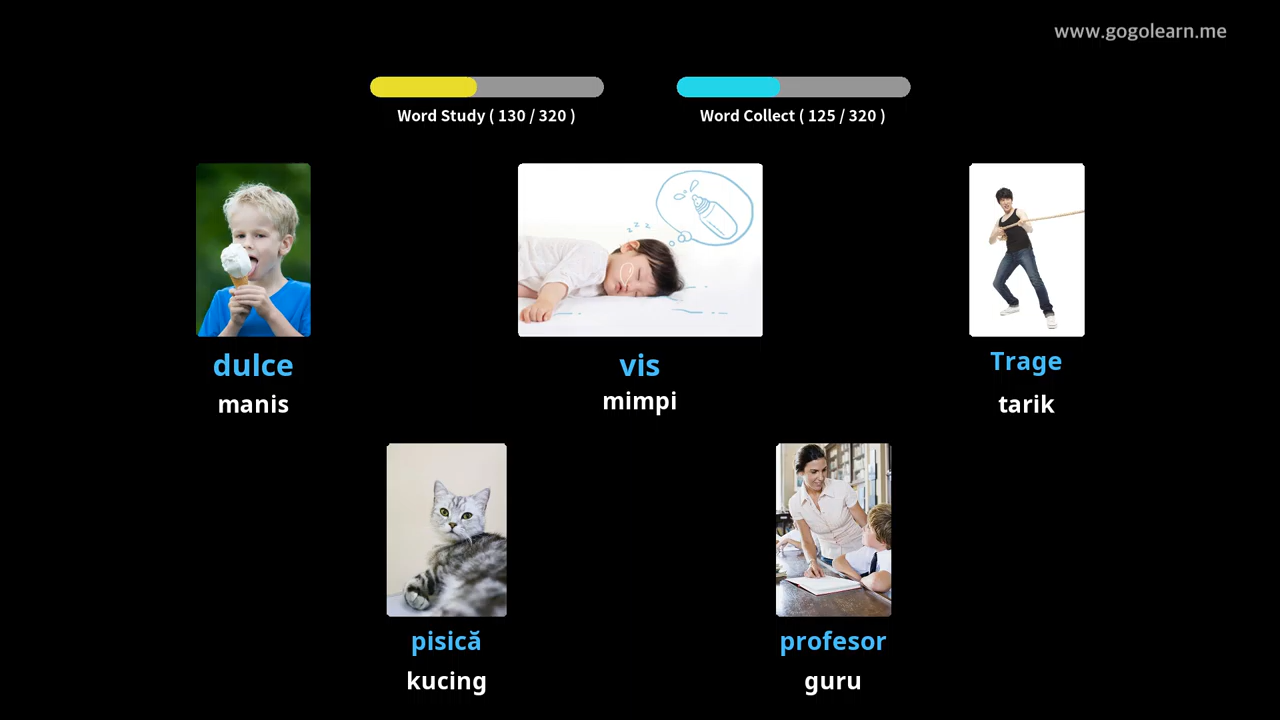 www.gogolearn.me
Word Study ( 130 / 320 )
Word Collect ( 125 / 320 )
dulce
manis
vis
mimpi
Trage
tarik
pisică
kucing
profesor
guru